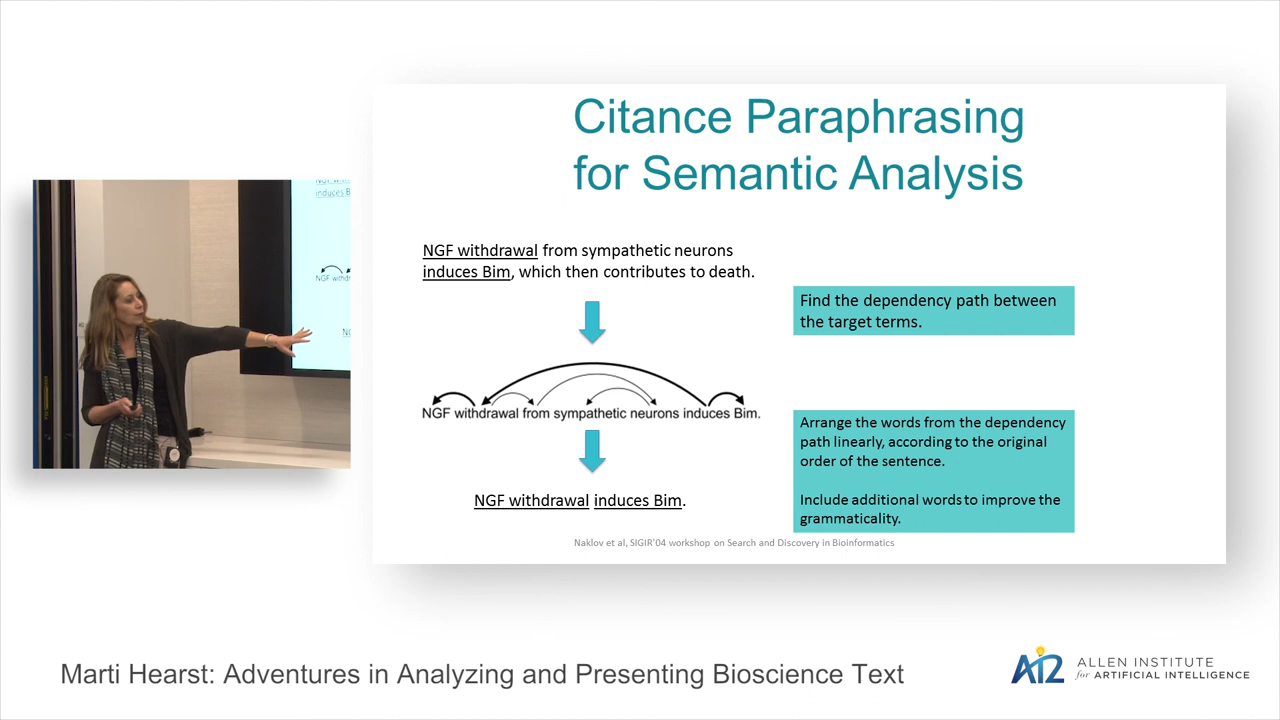 Citance Paraphrasing
for Semantic Analysis
NGF withdrawal from sympathetic neurons
induces Bim, which then contributes to death.
Find the dependency path between
the target terms.
NGF withdrawal from sympathetic neurons induces Bim.
Arrange the words from the dependency
path linearly, according to the original
order of the sentence.
Include additional words to improve the
grammaticality.
NGF withdrawal induces Bim.
Naklov et al, SIGIR'04 workshop on Search and Discovery in Bioinformatics
induces B
NGF withdr
Marti Hearst: Adventures in Analyzing and Presenting Bioscience Text
AI2
ALLEN INSTITUTE
for ARTIFICIAL INTELLIGENCE